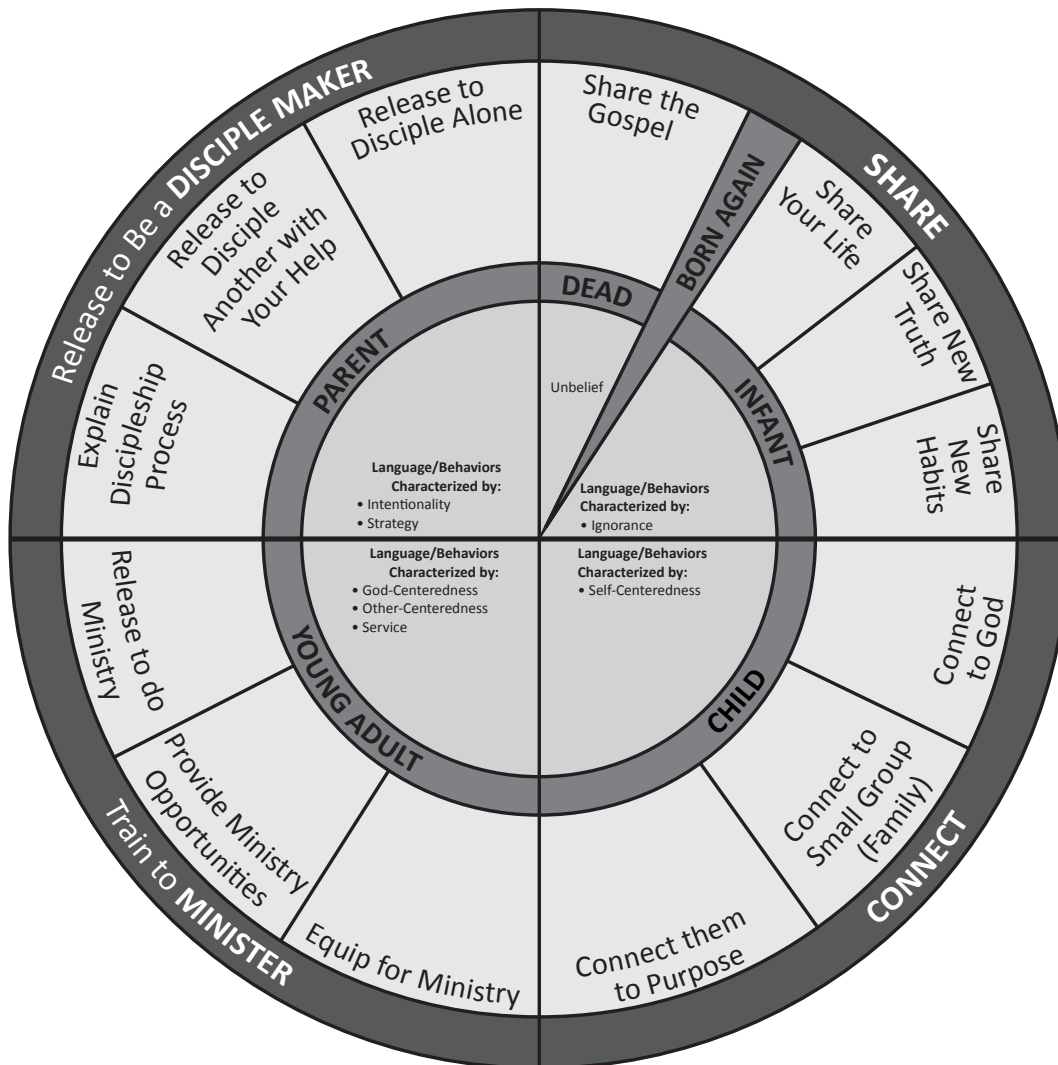 Release to Be a DISCIPLE MAKER
Release to
Disciple Alone
Share the
Gospel
BORN AGAIN
SHARE
Share
Your Life
Share New
Truth
Share
New
Habits
Release to
Disciple
Another with
Your Help
Explain
Discipleship
Process
PARENT
DEAD
INFANT
Unbelief
Language/Behaviors
Characterized by:
• Intentionality
• Strategy
Language/Behaviors
Characterized by:
• Ignorance
Language/Behaviors
Characterized by:
• God-Centeredness
• Other-Centeredness
• Service
Language/Behaviors
Characterized by:
• Self-Centeredness
YOUNG ADULT
CHILD
Connect
to God
Connect to
Small Group
(Family)
CONNECT
Connect them
to Purpose
Equip for Ministry
Provide Ministry
Opportunities
Release to do
Ministry
Train to MINISTER